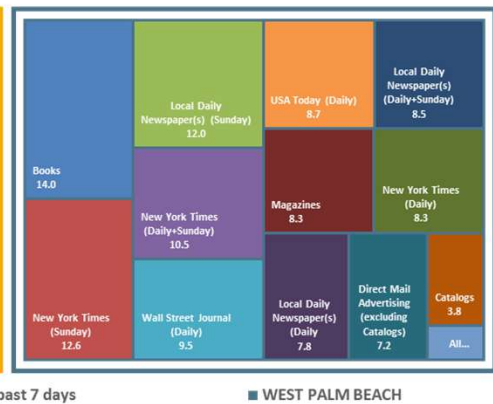 Books
14.0
New York Times
(Sunday)
12.6
Local Daily
Newspaper(s) (Sunday)
12.0
New York Times
(Daily+Sunday)
10.5
Wall Street Journal
(Daily)
9.5
USA Today (Daily)
8.7
Local Daily
Newspaper(s)
(Daily+Sunday)
8.5
Magazines
8.3
New York Times
(Daily)
8.3
Local Daily
Newspaper(s)
(Daily
7.8
Direct Mail
Advertising
(excluding
Catalogs)
7.2
Catalogs
3.8
All...
past 7 days
WEST PALM BEACH